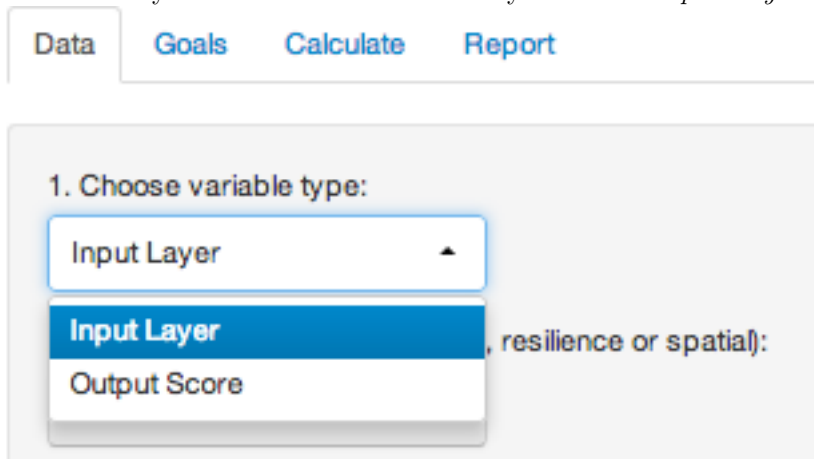 Data Goals Calculate Report
1. Choose variable type:
Input Layer
Input Layer
, resilience or spatial):
Output Score